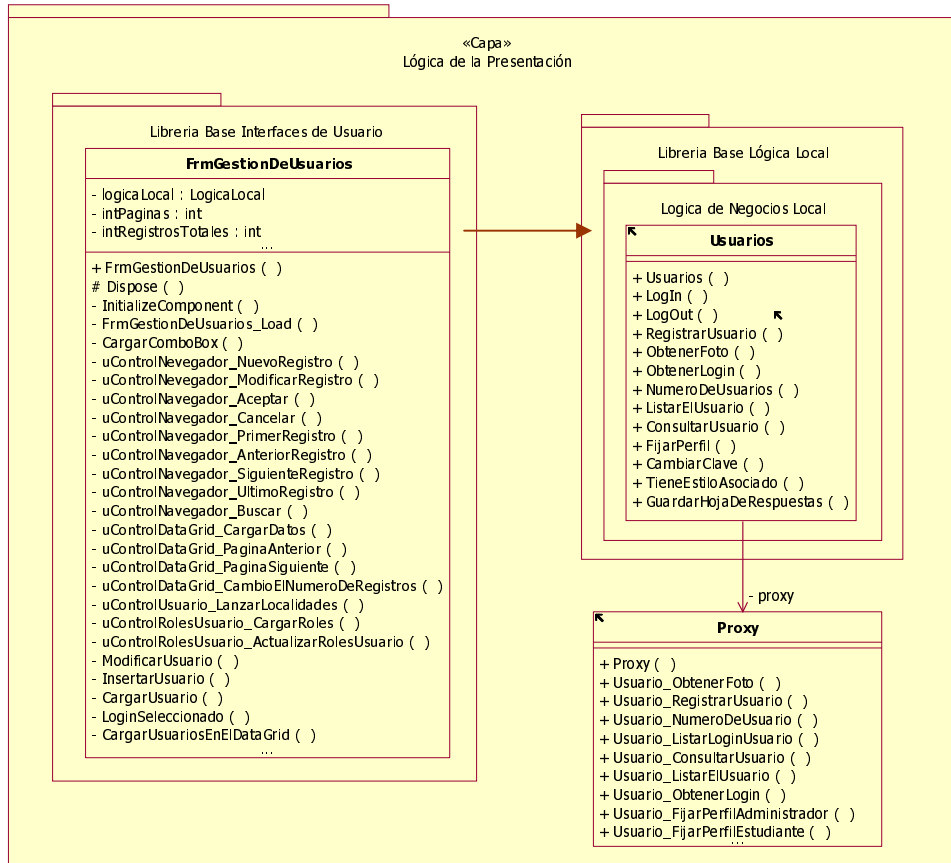 «Capa»
Lógica de la Presentación
Libreria Base Interfaces de Usuario
FrmGestionDeUsuarios
- logicaLocal : LogicaLocal
- intPaginas : int
- intRegistrosTotales : int
...
+ FrmGestionDeUsuarios ( )
# Dispose ( )
- InitializeComponent ( )
- FrmGestionDeUsuarios_Load ( )
- CargarComboBox ( )
- uControlNevegador_NuevoRegistro ( )
- uControlNevegador_ModificarRegistro ( )
- uControlNavegador_Aceptar ( )
- uControlNavegador_Cancelar ( )
- uControlNavegador_PrimerRegistro ( )
- uControlNavegador_AnteriorRegistro ( )
- uControlNavegador_SiguienteRegistro ( )
- uControlNavegador_UltimoRegistro ( )
- uControlNavegador_Buscar ( )
- uControlDataGrid_CargarDatos ( )
- uControlDataGrid_PaginaAnterior ( )
- uControlDataGrid_PaginaSiguiente ( )
- uControlDataGrid_CambioElNumeroDeRegistros ( )
- uControlUsuario_LanzarLocalidades ( )
- uControlRolesUsuario_CargarRoles ( )
- uControlRolesUsuario_ActualizarRolesUsuario ( )
- ModificarUsuario ( )
- InsertarUsuario ( )
- CargarUsuario ( )
- LoginSeleccionado ( )
- CargarUsuariosEnElDataGrid ( )
...
Libreria Base Lógica Local
Logica de Negocios Local
Usuarios
+ Usuarios ( )
+ LogIn ( )
+ LogOut ( )
+ RegistrarUsuario ( )
+ ObtenerFoto ( )
+ ObtenerLogin ( )
+ NumeroDeUsuarios ( )
+ ListarElUsuario ( )
+ ConsultarUsuario ( )
+ FijarPerfil ( )
+ CambiarClave ( )
+ TieneEstiloAsociado ( )
+ GuardarHojaDeRespuestas ( )
- proxy
Proxy
+ Proxy ( )
+ Usuario_ObtenerFoto ( )
+ Usuario_RegistrarUsuario ( )
+ Usuario_NumeroDeUsuario ( )
+ Usuario_ListarLoginUsuario ( )
+ Usuario_ConsultarUsuario ( )
+ Usuario_ListarElUsuario ( )
+ Usuario_ObtenerLogin ( )
+ Usuario_FijarPerfilAdministrador ( )
+ Usuario_FijarPerfilEstudiante ( )
...